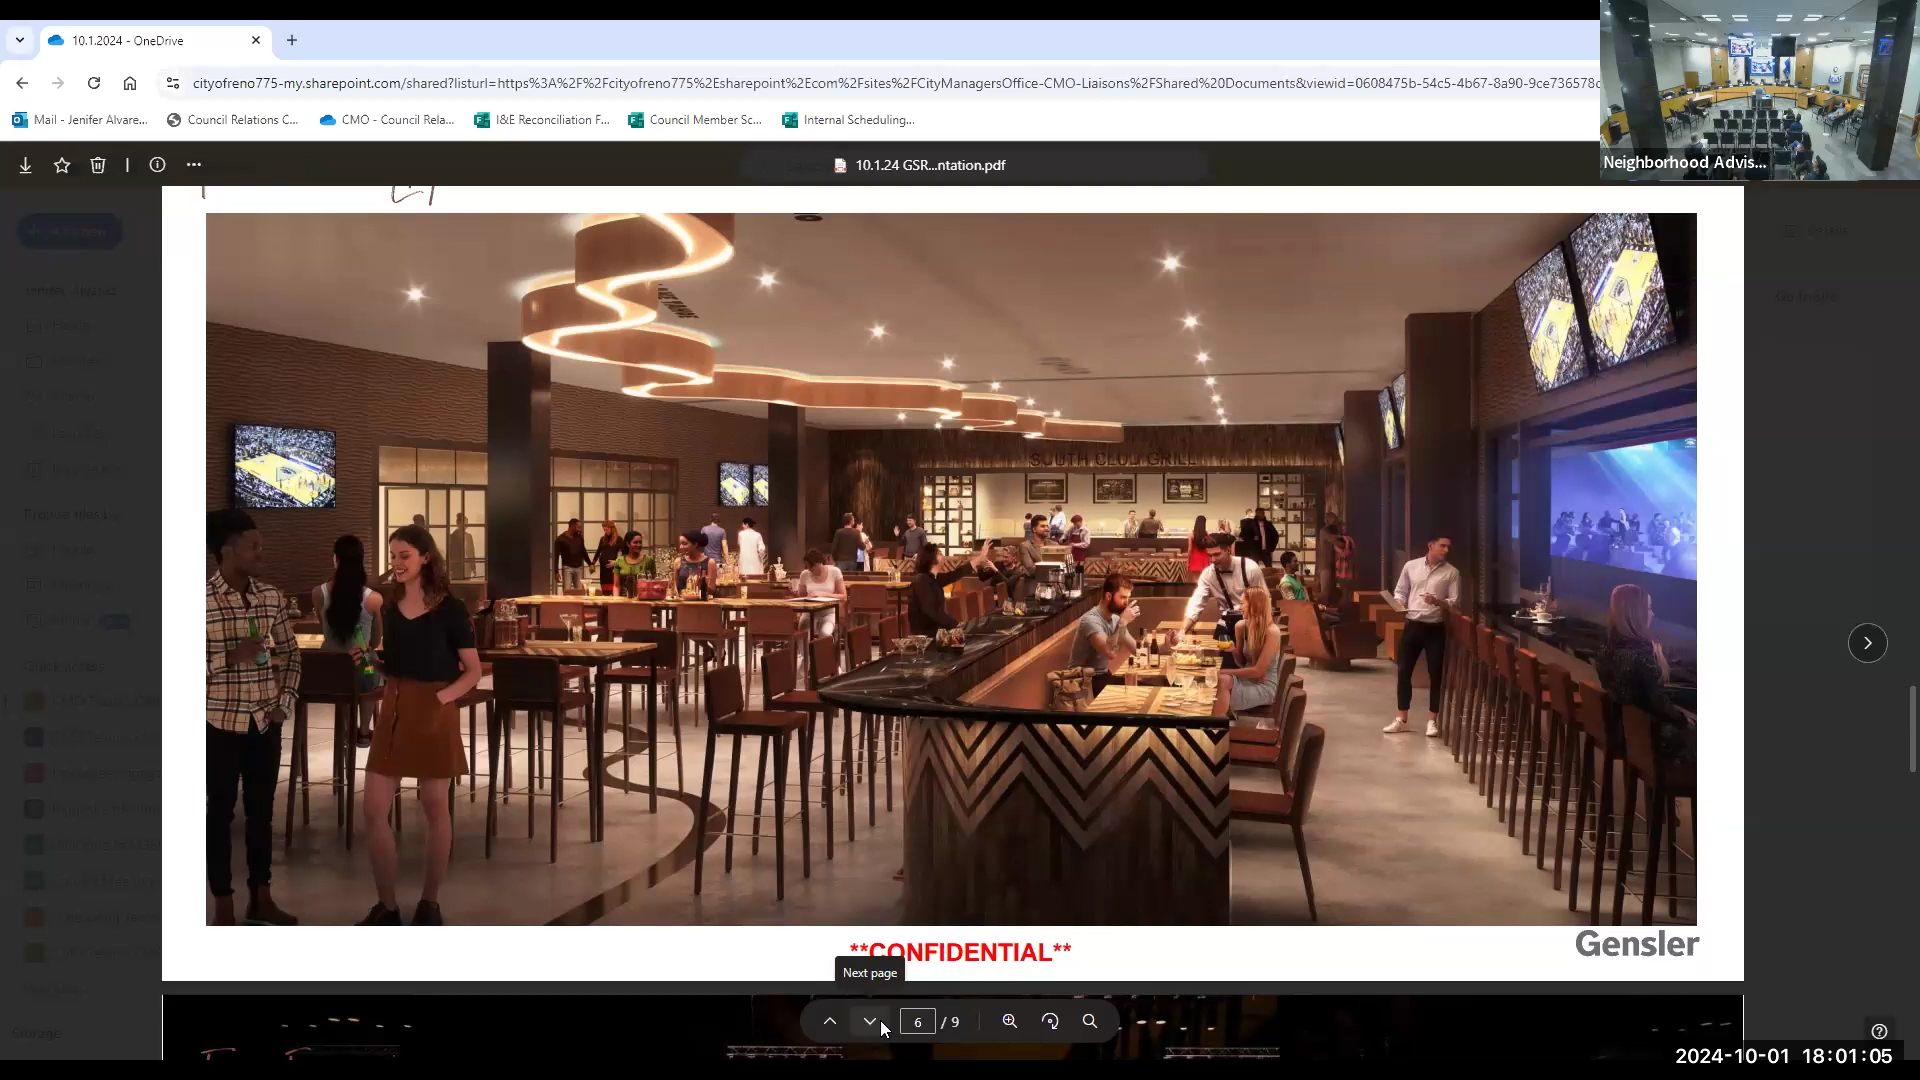 10.1.2024 - OneDrive
cityofreno775-my.sharepoint.com/shared?listurl=https%3A%2F%2Fcityofreno775%2Esharepoint%2Ecom%2Fsites%2FCityManagersOffice-CMO-Liaisons%2FShared%20Documents&viewid=0608475b-54c5-4b67-8a90-9ce736578c
Mail - Jenifer Alvare...
Council Relations C...
CMO - Council Rela...
I&E Reconciliation F...
Council Member Sc...
Internal Scheduling...
Neighborhood Advis...
10.1.24 GSR...ntation.pdf
SOUTH CLUB GRILL
**CONFIDENTIAL**
Gensler
Next page
6 / 9
2024-10-01 18:01:05